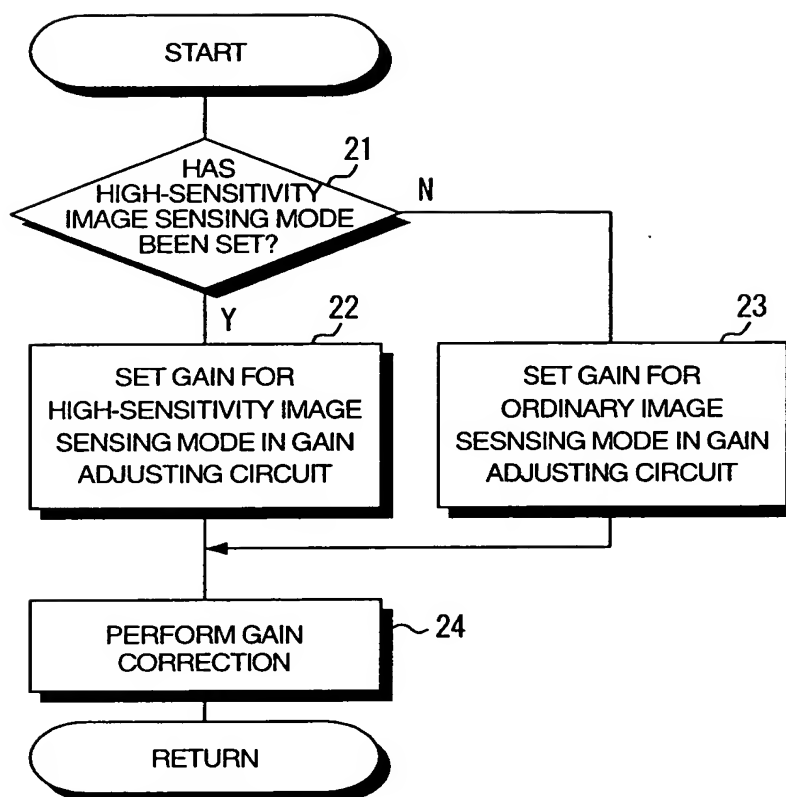 START
HAS
HIGH-SENSITIVITY
IMAGE SENSING MODE
BEEN SET?
21
N
Y
22
SET GAIN FOR
HIGH-SENSITIVITY IMAGE
SENSING MODE IN GAIN
ADJUSTING CIRCUIT
23
SET GAIN FOR
ORDINARY IMAGE
SESNSING MODE IN GAIN
ADJUSTING CIRCUIT
PERFORM GAIN
CORRECTION
24
RETURN